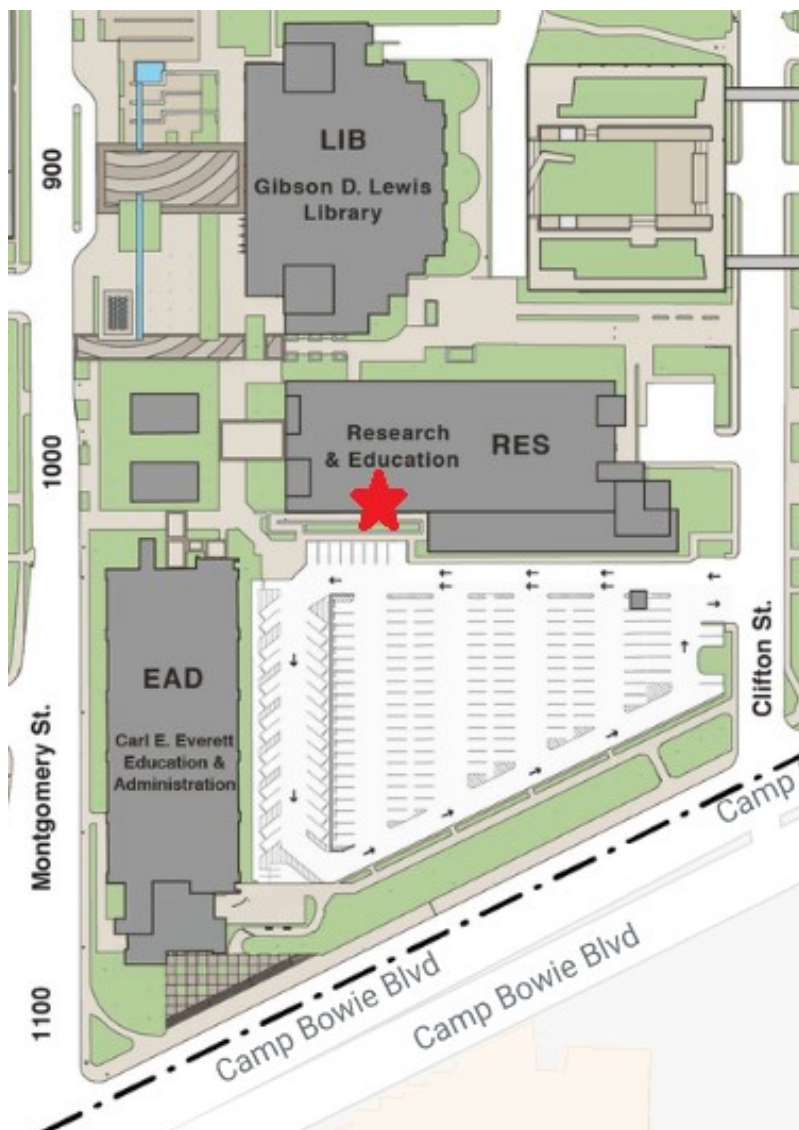 900
LIB
Gibson D. Lewis
Library
1000
Research
& Education
RES
EAD
Carl E. Everett
Education &
Administration
Montgomery St.
Clifton St.
Camp
1100
Camp Bowie Blvd
Camp Bowie Blvd